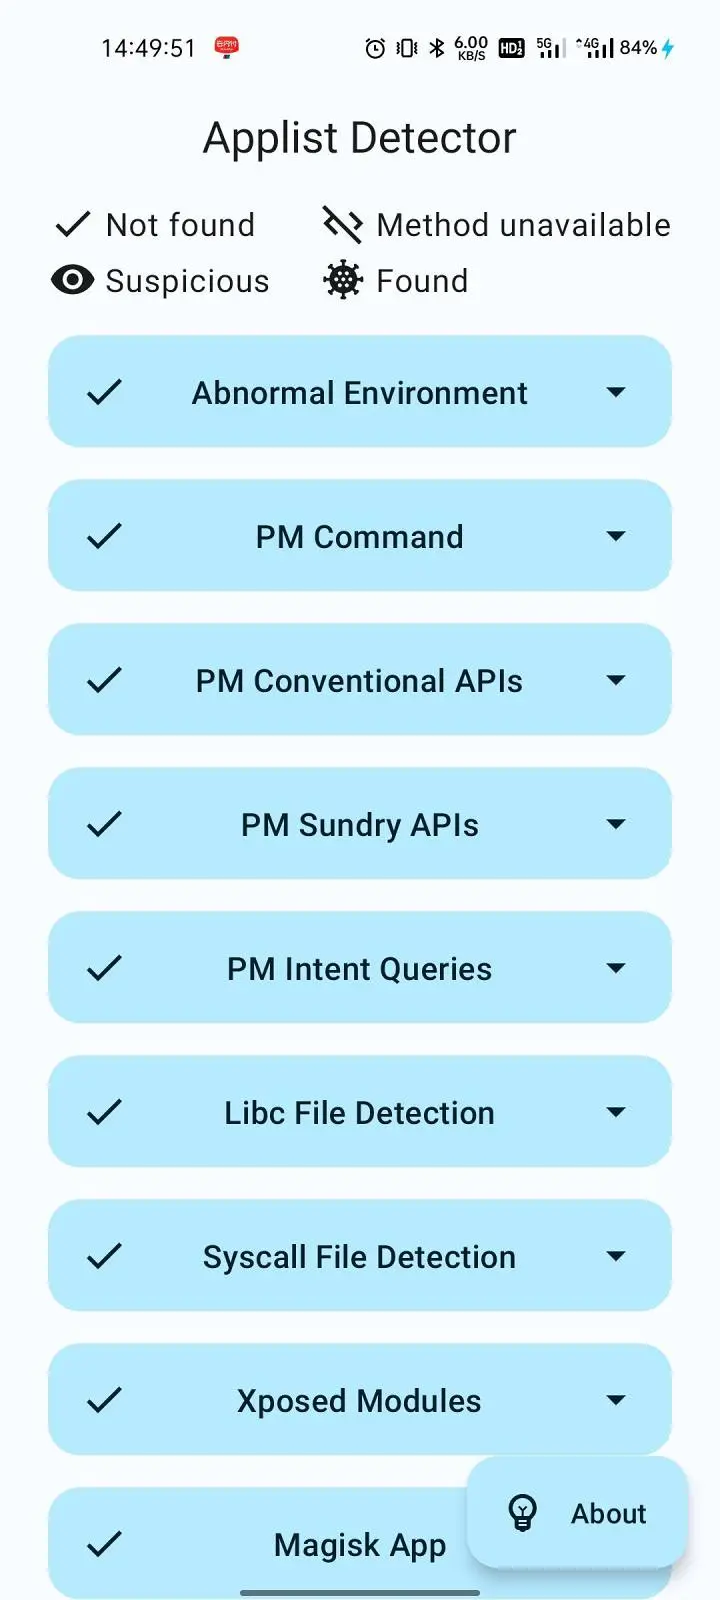 14:49:51 6.00 KB/S HD 5G 4G 84%
Applist Detector
Not found Method unavailable
Suspicious Found
Abnormal Environment
PM Command
PM Conventional APIs
PM Sundry APIs
PM Intent Queries
Libc File Detection
Syscall File Detection
Xposed Modules
About
Magisk App